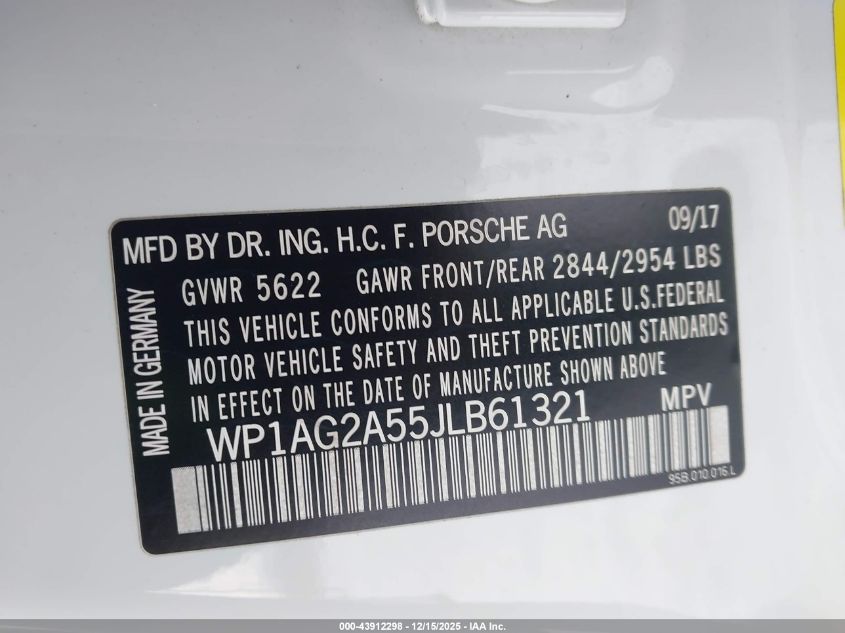 MFD BY DR. ING. H.C. F. PORSCHE AG 09/17
GVWR 5622 GAWR FRONT/REAR 2844/2954 LBS
THIS VEHICLE CONFORMS TO ALL APPLICABLE U.S.FEDERAL
MOTOR VEHICLE SAFETY AND THEFT PREVENTION STANDARDS
IN EFFECT ON THE DATE OF MANUFACTURE SHOWN ABOVE
WP1AG2A55JLB61321 MPV
MADE IN GERMANY
95B.010.016.L
000-43912298 - 12/15/2025 - IAA Inc.